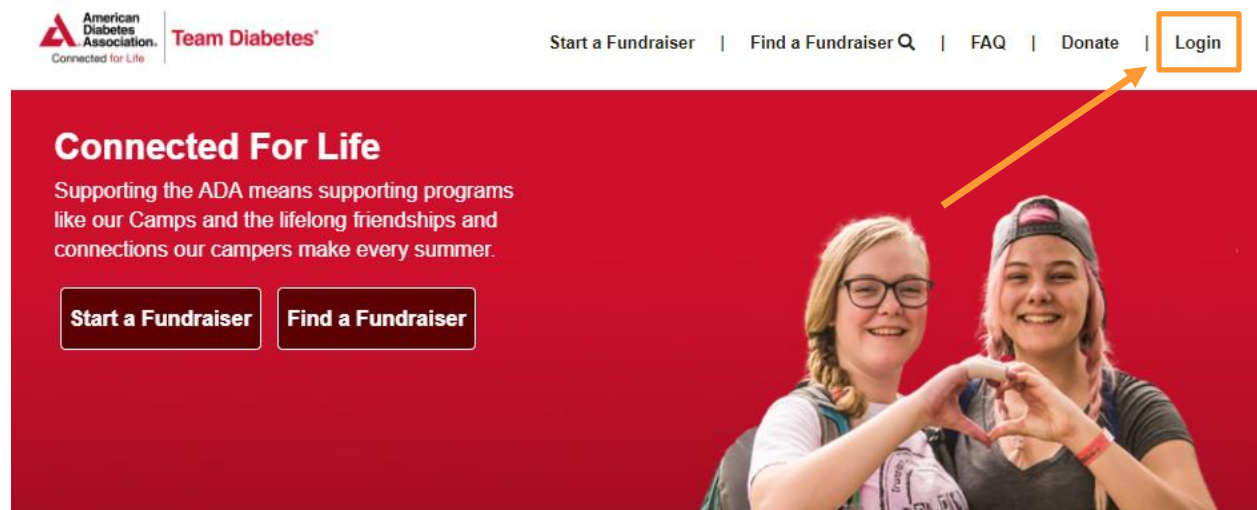 American
Diabetes
Association.
Connected for Life
Team Diabetes®
Start a Fundraiser | Find a Fundraiser | FAQ | Donate | Login
Connected For Life
Supporting the ADA means supporting programs
like our Camps and the lifelong friendships and
connections our campers make every summer.
Start a Fundraiser
Find a Fundraiser